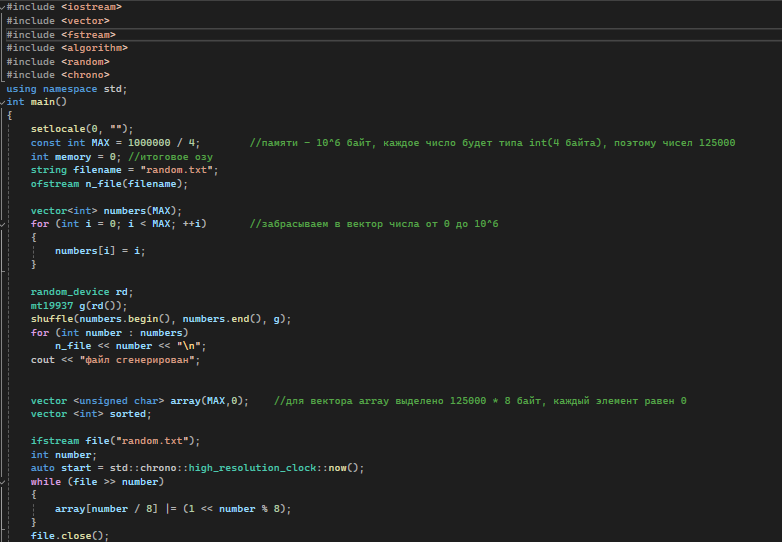 #include <iostream>
#include <vector>
#include <fstream>
#include <algorithm>
#include <random>
#include <chrono>
using namespace std;
int main()
{
setlocale(0, "");
const int MAX = 1000000 / 4; //памяти - 10^6 байт, каждое число будет типа int(4 байта), поэтому чисел 125000
int memory = 0; //итоговое озу
string filename = "random.txt";
ofstream n_file(filename);
vector<int> numbers(MAX);
for (int i = 0; i < MAX; ++i) //забрасываем в вектор числа от 0 до 10^6
{
numbers[i] = i;
}
random_device rd;
mt19937 g(rd());
shuffle(numbers.begin(), numbers.end(), g);
for (int number : numbers)
n_file << number << "\n";
cout << "файл сгенерирован";
vector <unsigned char> array(MAX,0); //для вектора array выделено 125000 * 8 байт, каждый элемент равен 0
vector <int> sorted;
ifstream file("random.txt");
int number;
auto start = std::chrono::high_resolution_clock::now();
while (file >> number)
{
array[number / 8] |= (1 << number % 8);
}
file.close();